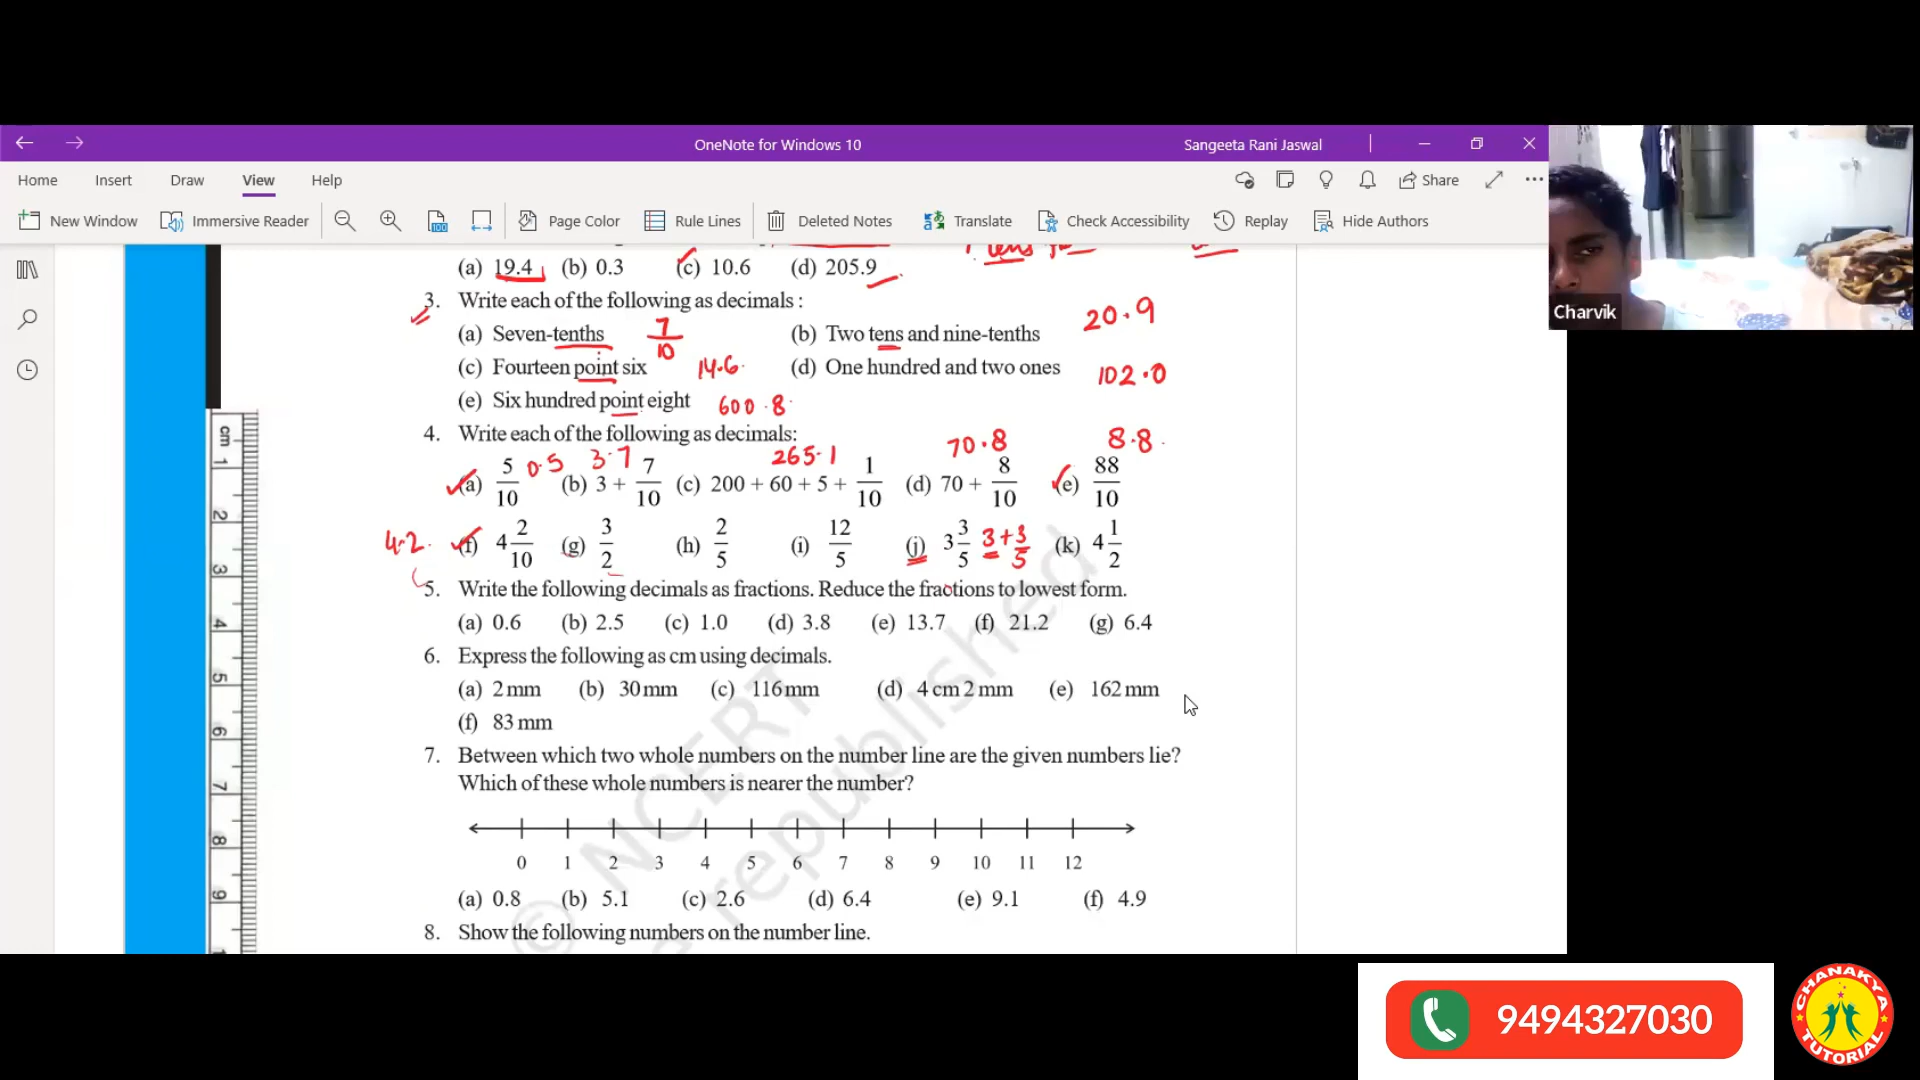 OneNote for Windows 10
Sangeeta Rani Jaswal
Home Insert Draw View Help
Share
New Window Immersive Reader Page Color Rule Lines Deleted Notes Translate Check Accessibility Replay Hide Authors
Charvik
(a) 19.4 (b) 0.3 (c) 10.6 (d) 205.9
3. Write each of the following as decimals :
(a) Seven-tenths 7/10 (b) Two tens and nine-tenths 20.9
(c) Fourteen point six 14.6 (d) One hundred and two ones 102.0
(e) Six hundred point eight 600.8
4. Write each of the following as decimals:
(a) 5/10 0.5 (b) 3 + 7/10 3.7 (c) 200 + 60 + 5 + 1/10 265.1 (d) 70 + 8/10 70.8 (e) 88/10 8.8
4.2 (f) 4 2/10 (g) 3/2 (h) 2/5 (i) 12/5 (j) 3 3/5 3+3/5 (k) 4 1/2
5. Write the following decimals as fractions. Reduce the fractions to lowest form.
(a) 0.6 (b) 2.5 (c) 1.0 (d) 3.8 (e) 13.7 (f) 21.2 (g) 6.4
6. Express the following as cm using decimals.
(a) 2 mm (b) 30 mm (c) 116 mm (d) 4 cm 2 mm (e) 162 mm
(f) 83 mm
7. Between which two whole numbers on the number line are the given numbers lie?
Which of these whole numbers is nearer the number?
0 1 2 3 4 5 6 7 8 9 10 11 12
(a) 0.8 (b) 5.1 (c) 2.6 (d) 6.4 (e) 9.1 (f) 4.9
8. Show the following numbers on the number line.
cm 1 2 3 4 5 6 7 8 9
© NCERT
republished
9494327030
CHANAKYA
TUTORIAL